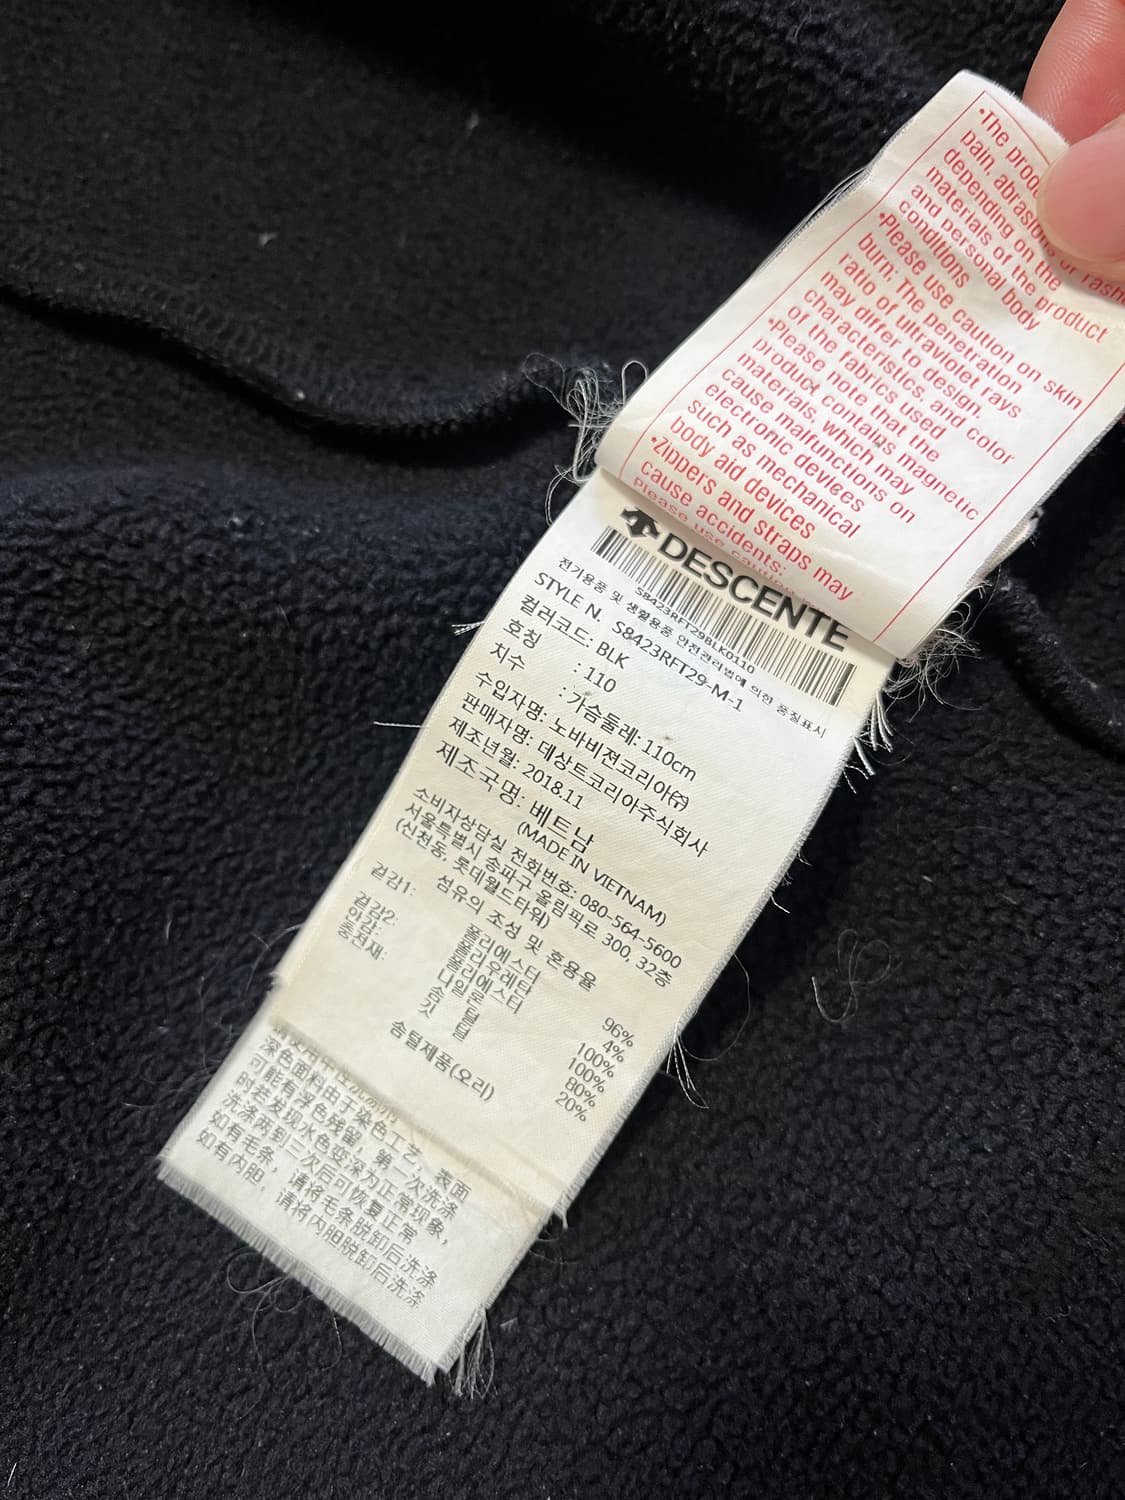 •The prod
pain, abrasions or rash
depending on the
materials of the product
and personal body
conditions
•Please use caution on skin
burn: The penetration
ratio of ultraviolet rays
may differ to design,
characteristics, and color
of the fabrics used
•Please note that the
product contains magnetic
materials, which may
cause malfunctions on
electronic devices
such as mechanical
body aid devices
•Zippers and straps may
cause accidents:
Please use caution
DESCENTE
S8423RFT29BLK0110
전기용품 및 생활용품 안전관리법에 의한 품질표시
STYLE N. S8423RFT29-M-1
컬러코드: BLK
호칭 : 110
치수 : 가슴둘레: 110cm
수입자명: 노바비젼코리아㈜
판매자명: 데상트코리아주식회사
제조년월: 2018.11
제조국명: 베트남
(MADE IN VIETNAM)
소비자상담실 전화번호: 080-564-5600
서울특별시 송파구 올림픽로 300, 32층
(신천동, 롯데월드타워)
섬유의 조성 및 혼용율
겉감1: 폴리에스터 96%
폴리우레탄 4%
겉감2: 폴리에스터 100%
안감: 나일론 100%
충전재: 솜털 80%
깃털 20%
솜털제품(오리)
深色面料由于染色工艺, 表面
可能有浮色残留, 第一次洗涤
时若发现水色变深为正常现象,
洗涤两到三次后可恢复正常
如有毛条, 请将毛条脱卸后洗涤
如有内胆, 请将内胆脱卸后洗涤